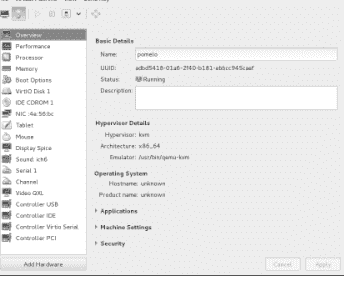 Overview
Performance
Processor
Memory
Boot Options
VirtIO Disk 1
IDE CDROM 1
NIC :4e:56:bc
Tablet
Mouse
Display Spice
Sound: ich6
Serial 1
Channel
Video QXL
Controller USB
Controller IDE
Controller Virtio Serial
Controller PCI
Add Hardware
Basic Details
Name: pomelo
UUID:
Status: Running
Description:
Hypervisor Details
Hypervisor: kvm
Architecture: x86_64
Emulator: /usr/bin/qemu-kvm
Operating System
Hostname: unknown
Product name: unknown
Applications
Machine Settings
Security
Cancel Apply